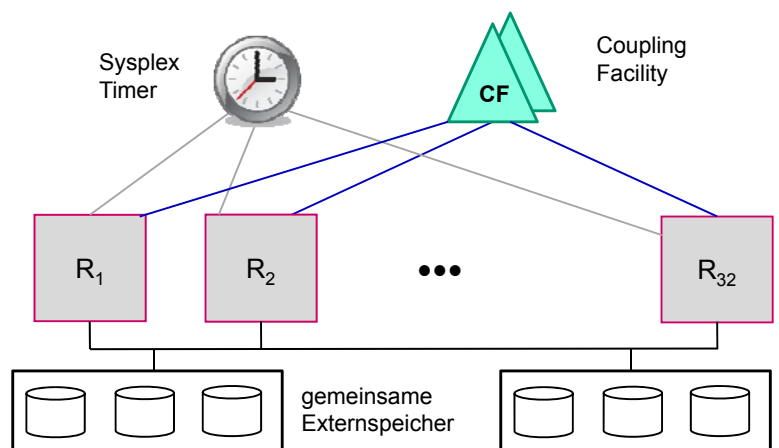 Sysplex
Timer
Coupling
Facility
CF
R₁
R₂
•••
R₃₂
gemeinsame
Externspeicher